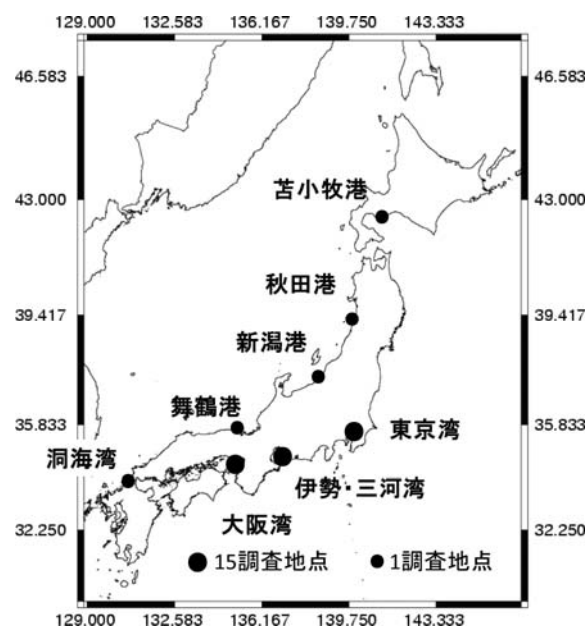 129.000 132.583 136.167 139.750 143.333
46.583 46.583
苫小牧港
43.000 43.000
秋田港
39.417 39.417
新潟港
舞鶴港
35.833 35.833
東京湾
洞海湾
伊勢・三河湾
32.250 32.250
大阪湾
15調査地点 1調査地点
129.000 132.583 136.167 139.750 143.333